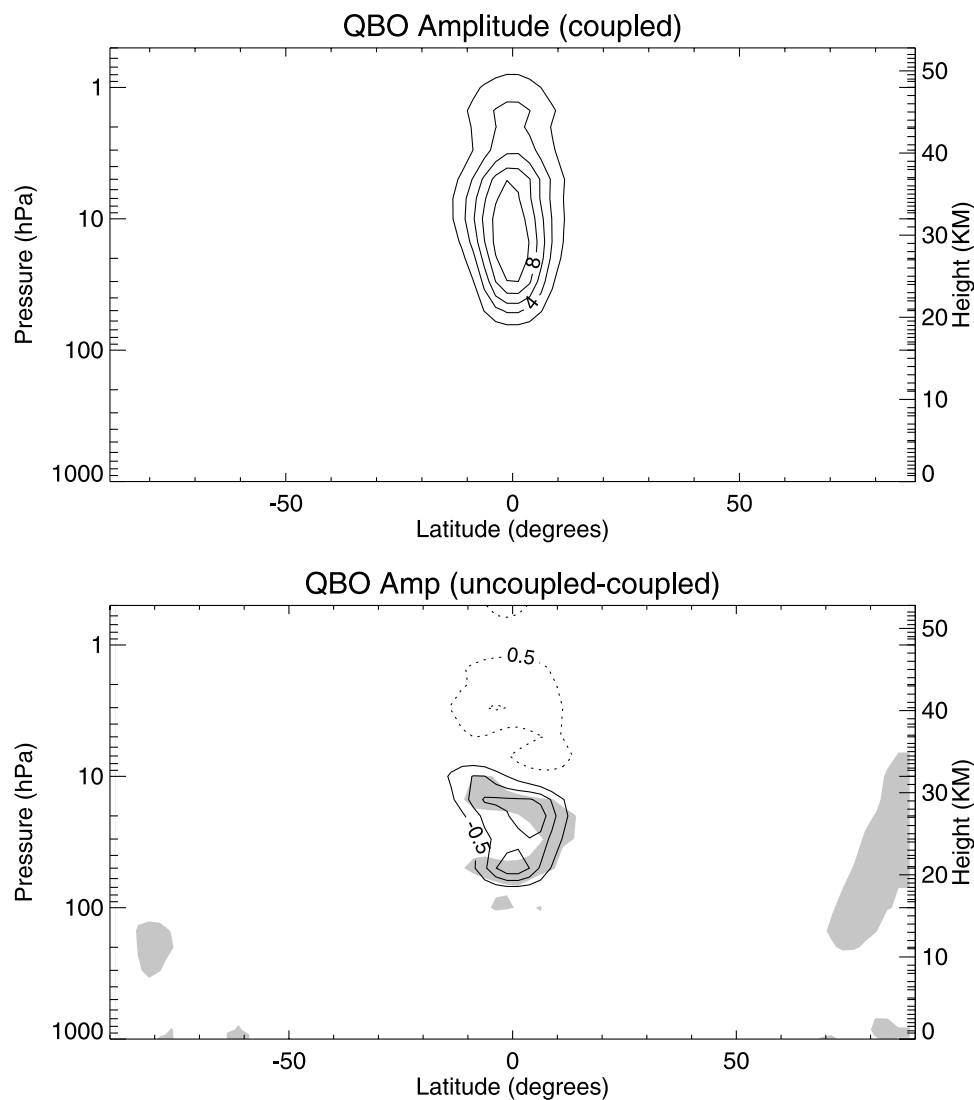 QBO Amplitude (coupled)
1
10
100
1000
Pressure (hPa)
50
40
30
20
10
0
Height (KM)
8
4
-50 0 50
Latitude (degrees)
QBO Amp (uncoupled-coupled)
1
10
100
1000
Pressure (hPa)
50
40
30
20
10
0
Height (KM)
0.5
-0.5
-50 0 50
Latitude (degrees)